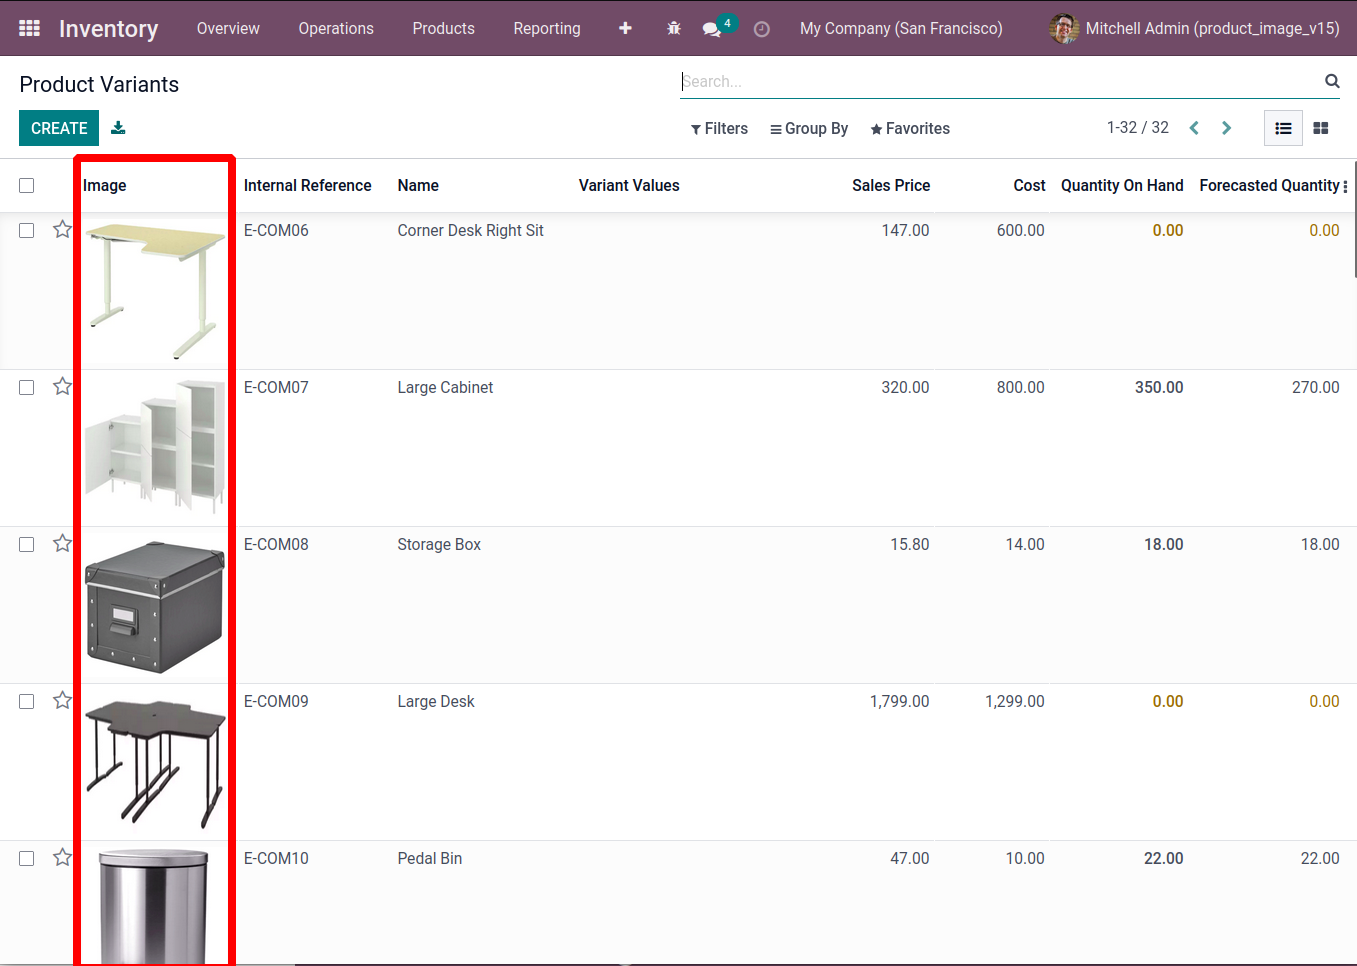 Inventory Overview Operations Products Reporting 4 My Company (San Francisco) Mitchell Admin (product_image_v15)
Product Variants
Search...
CREATE
Filters Group By Favorites 1-32 / 32
Image Internal Reference Name Variant Values Sales Price Cost Quantity On Hand Forecasted Quantity
E-COM06 Corner Desk Right Sit 147.00 600.00 0.00 0.00
E-COM07 Large Cabinet 320.00 800.00 350.00 270.00
E-COM08 Storage Box 15.80 14.00 18.00 18.00
E-COM09 Large Desk 1,799.00 1,299.00 0.00 0.00
E-COM10 Pedal Bin 47.00 10.00 22.00 22.00